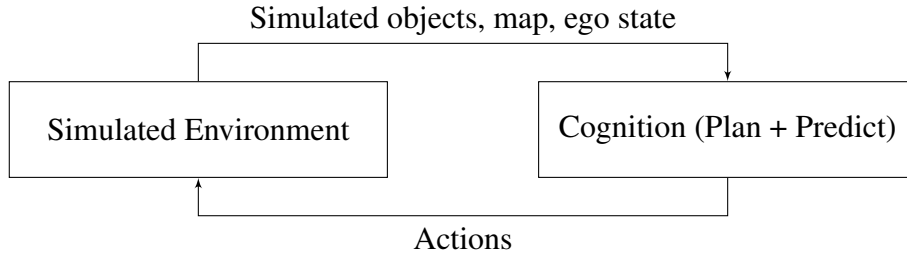 Simulated objects, map, ego state
Simulated Environment
Cognition (Plan + Predict)
Actions